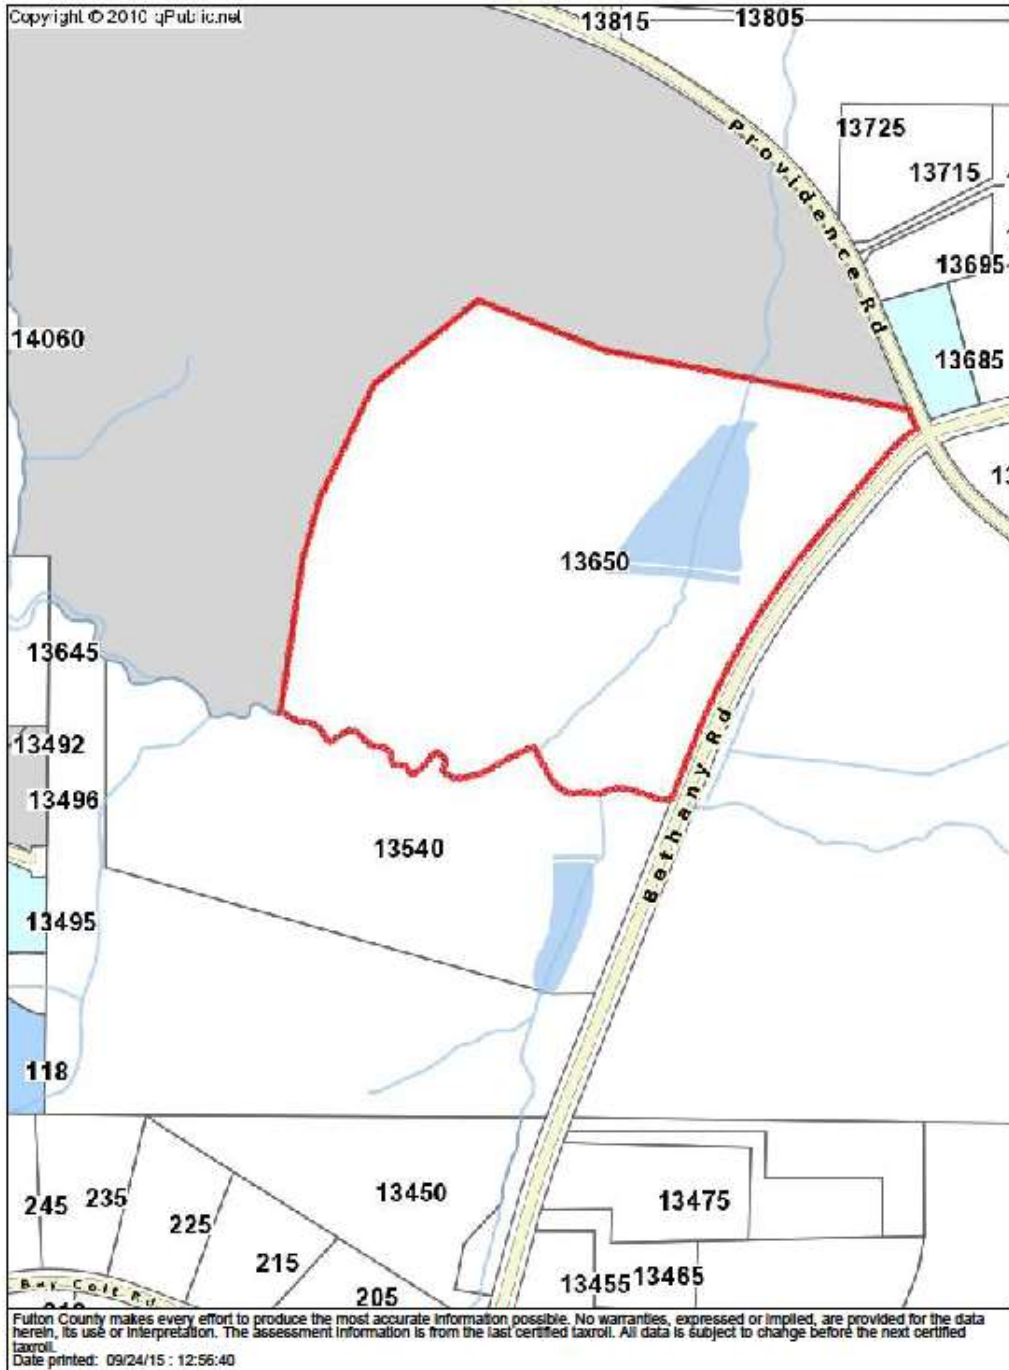 Copyright © 2010 qPublic.net
13815
13805
13725
Providence Rd
13715
13695
14060
13685
13650
13645
Bethany Rd
13492
13496
13540
13495
118
245
235
225
13450
13475
215
205
13455
13465
Bay Colt Rd
Fulton County makes every effort to produce the most accurate information possible. No warranties, expressed or implied, are provided for the data
herein, its use or interpretation. The assessment information is from the last certified taxroll. All data is subject to change before the next certified
taxroll.
Date printed: 09/24/15 : 12:56:40